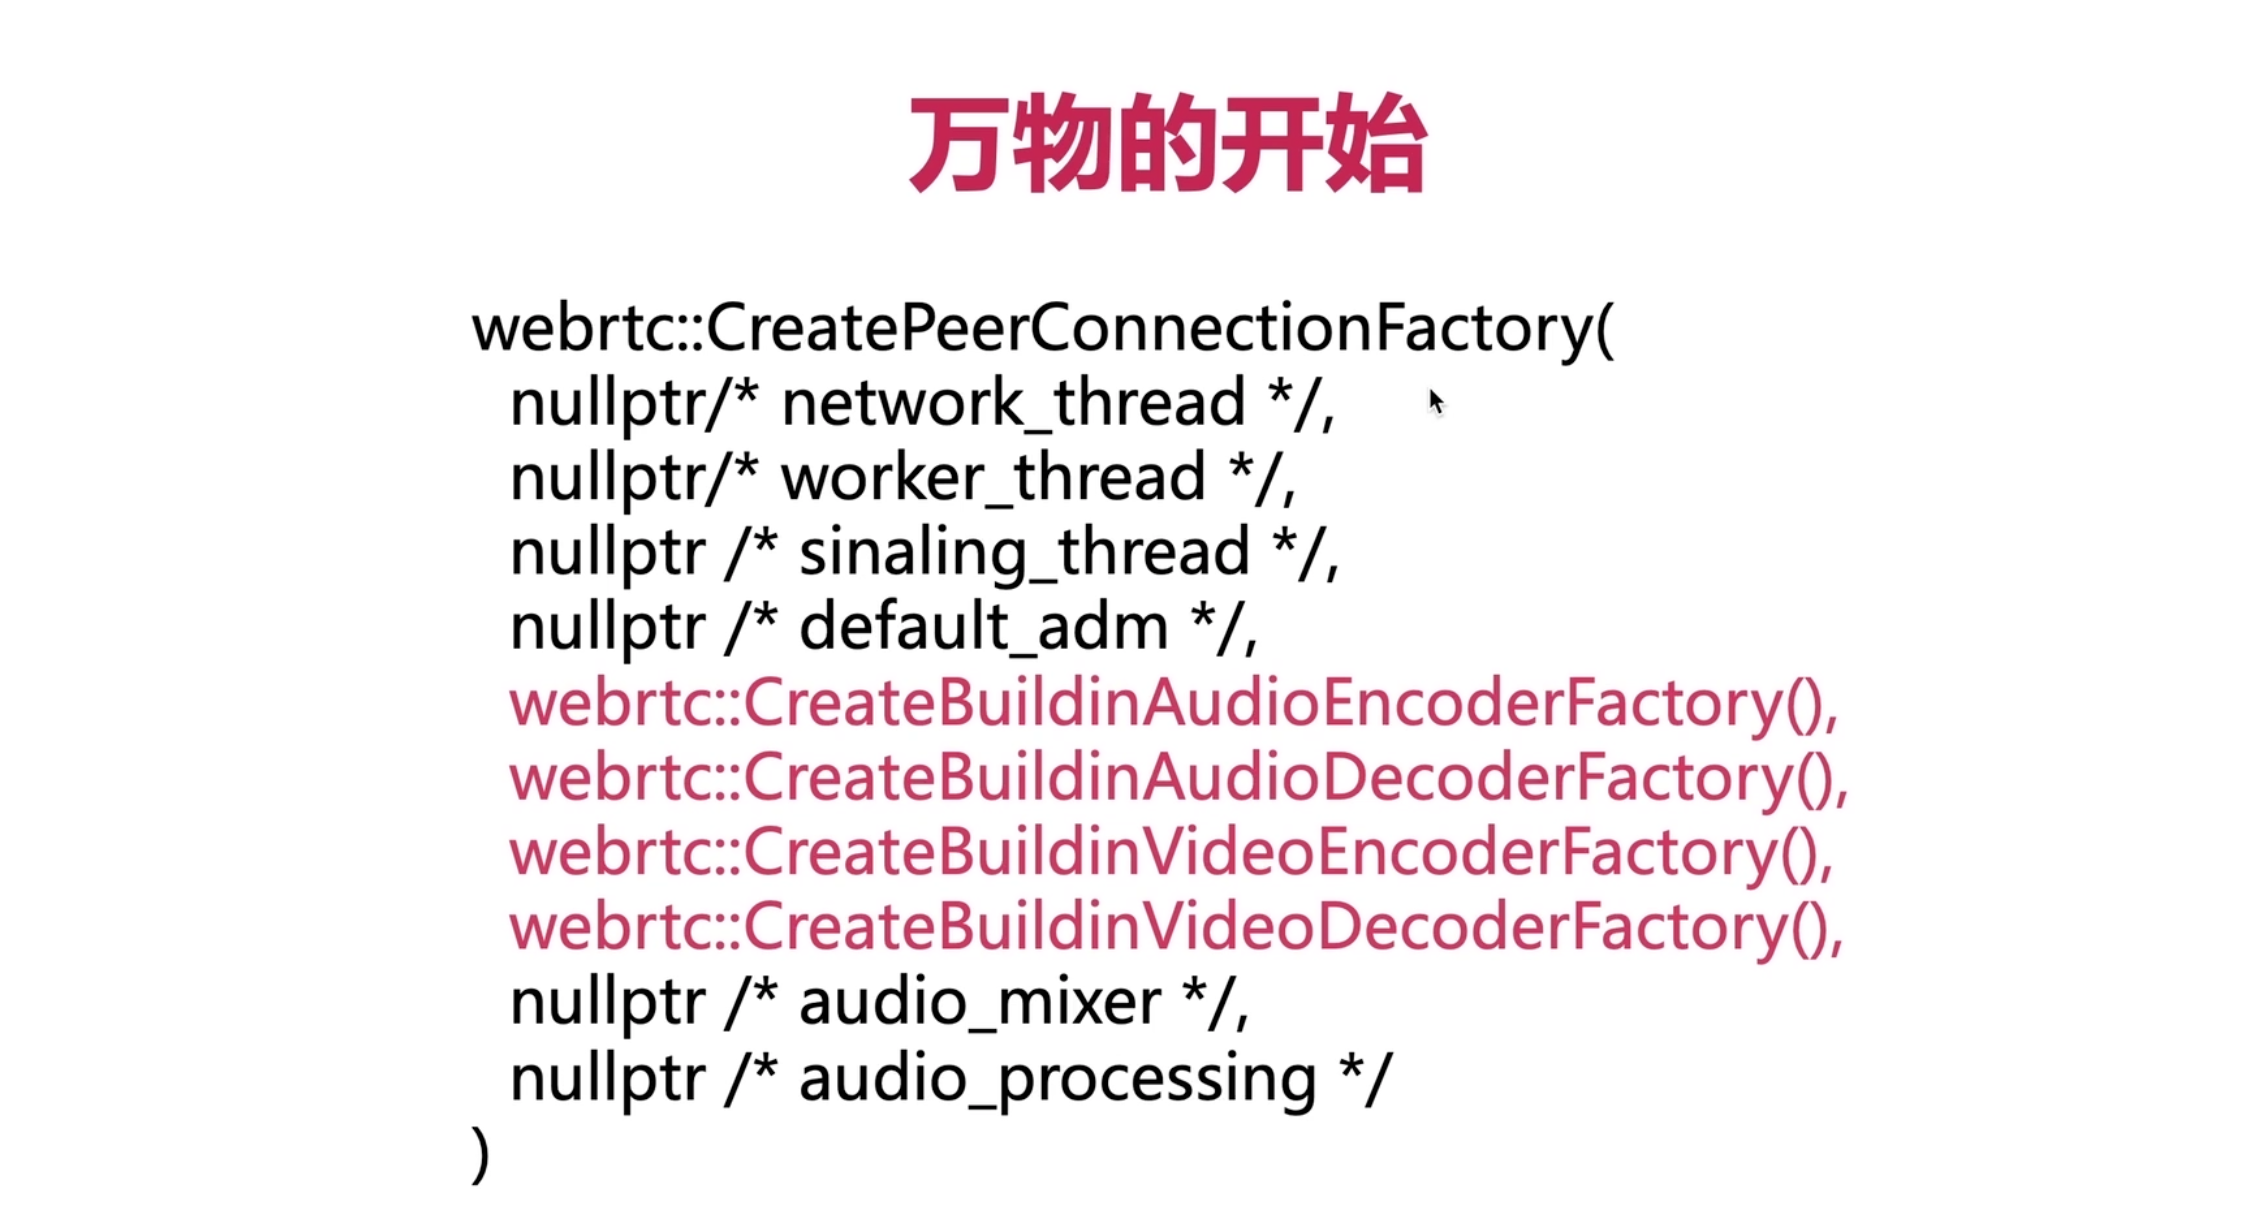 万物的开始
webrtc::CreatePeerConnectionFactory(
nullptr/* network_thread */,
nullptr/* worker_thread */,
nullptr /* sinaling_thread */,
nullptr /* default_adm */,
webrtc::CreateBuildinAudioEncoderFactory(),
webrtc::CreateBuildinAudioDecoderFactory(),
webrtc::CreateBuildinVideoEncoderFactory(),
webrtc::CreateBuildinVideoDecoderFactory(),
nullptr /* audio_mixer */,
nullptr /* audio_processing */
)